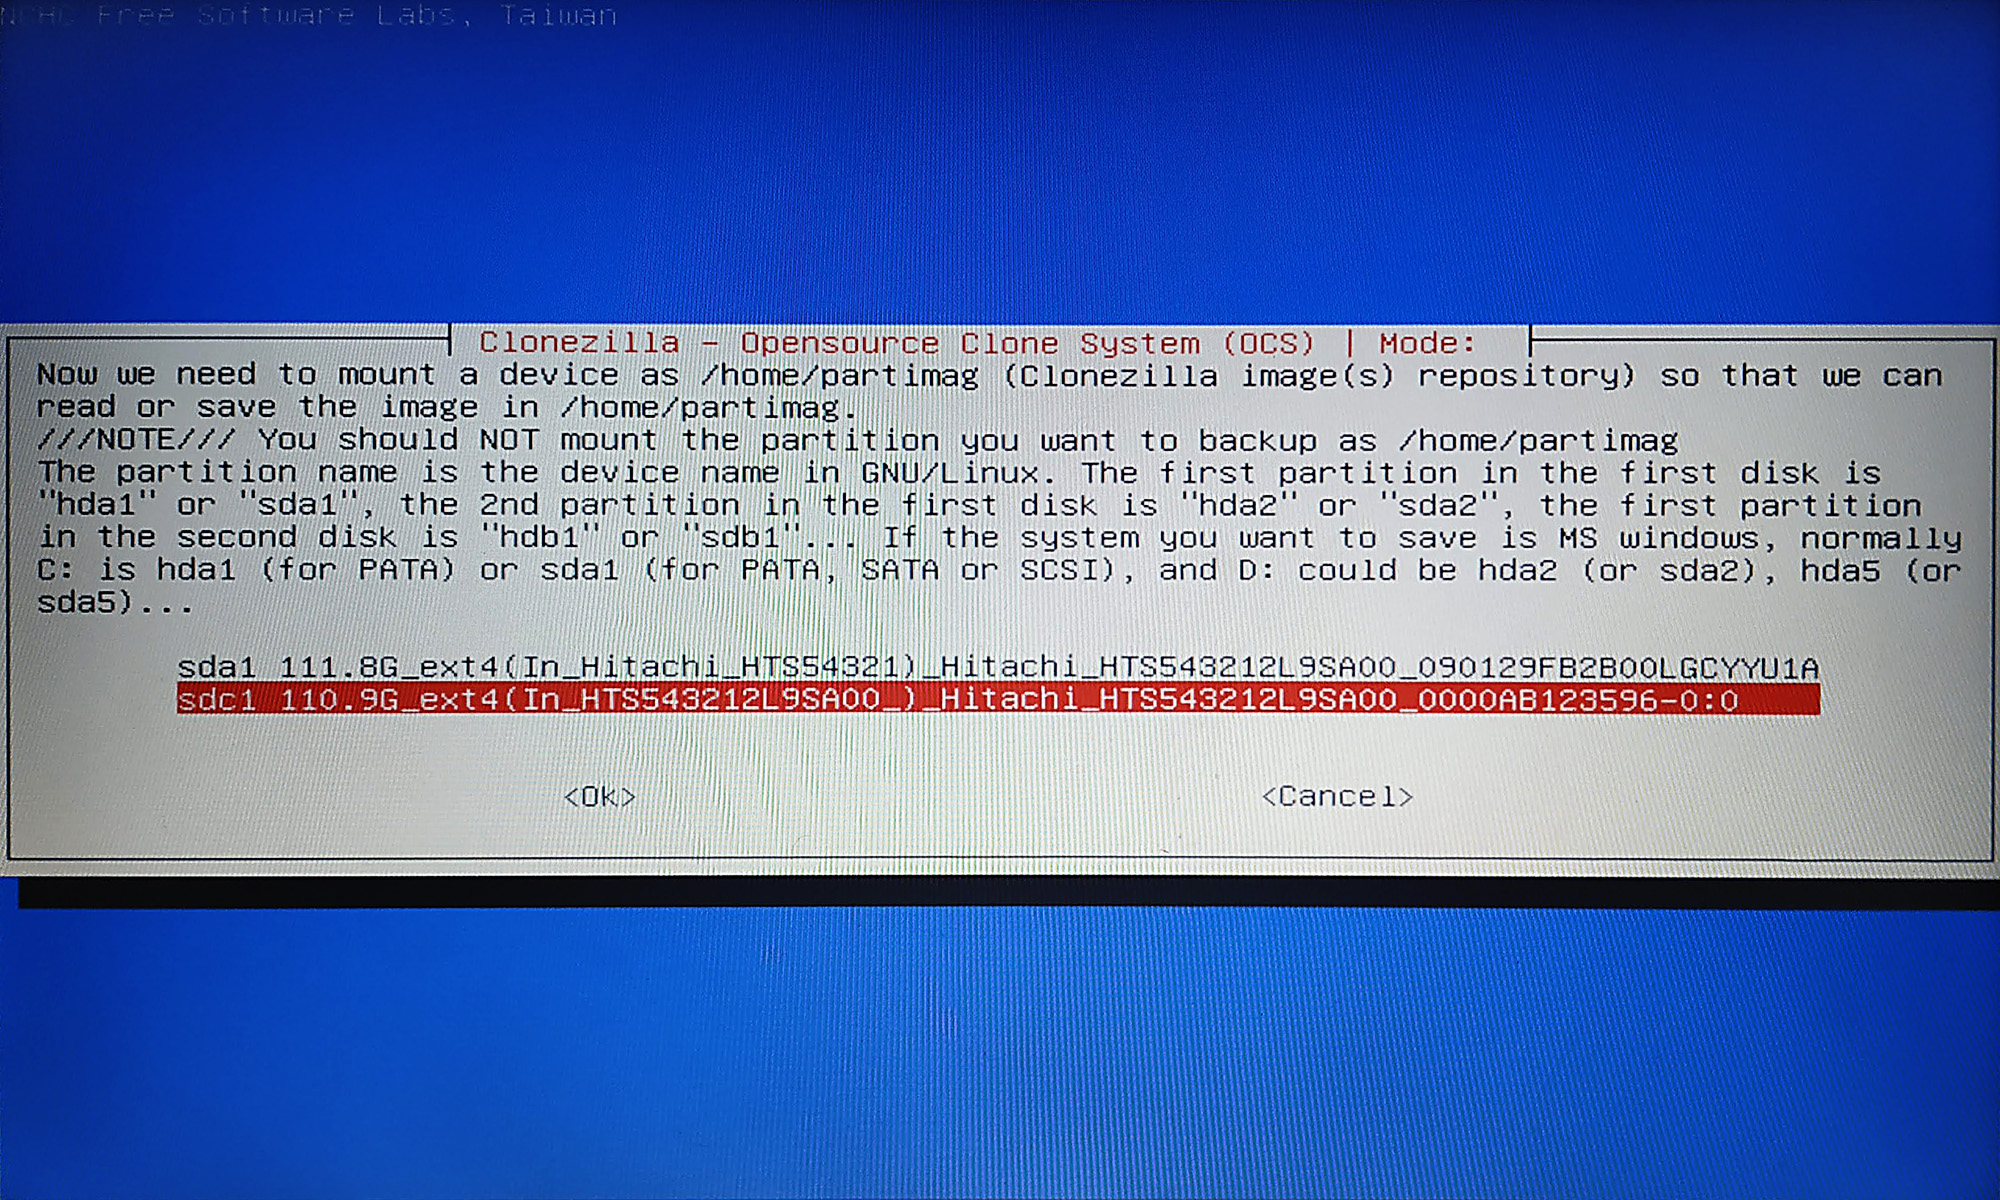 NCHC Free Software Labs, Taiwan
Clonezilla - Opensource Clone System (OCS) | Mode:
Now we need to mount a device as /home/partimag (Clonezilla image(s) repository) so that we can
read or save the image in /home/partimag.
///NOTE/// You should NOT mount the partition you want to backup as /home/partimag
The partition name is the device name in GNU/Linux. The first partition in the first disk is
"hda1" or "sda1", the 2nd partition in the first disk is "hda2" or "sda2", the first partition
in the second disk is "hdb1" or "sdb1"... If the system you want to save is MS windows, normally
C: is hda1 (for PATA) or sda1 (for PATA, SATA or SCSI), and D: could be hda2 (or sda2), hda5 (or
sda5)...
sda1 111.8G_ext4(In_Hitachi_HTS54321)_Hitachi_HTS543212L9SA00_090129FB2B00LGCYYU1A
sdc1 110.9G_ext4(In_HTS543212L9SA00_)_Hitachi_HTS543212L9SA00_0000AB123596-0:0
<Ok> <Cancel>